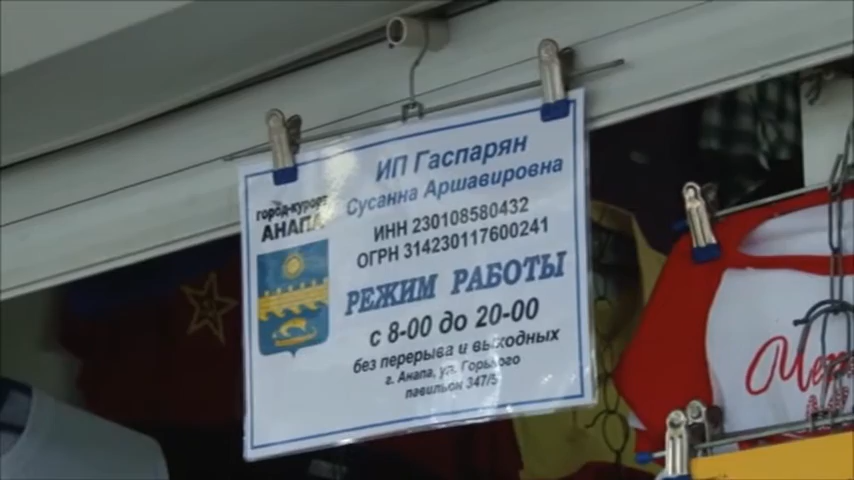 ИП Гаспарян
Сусанна Аршавировна
город-курорт
АНАПА
ИНН 230108580432
ОГРН 314230117600241
РЕЖИМ РАБОТЫ
с 8-00 до 20-00
без перерыва и выходных
г. Анапа, ул. Горького
павильон 347/5